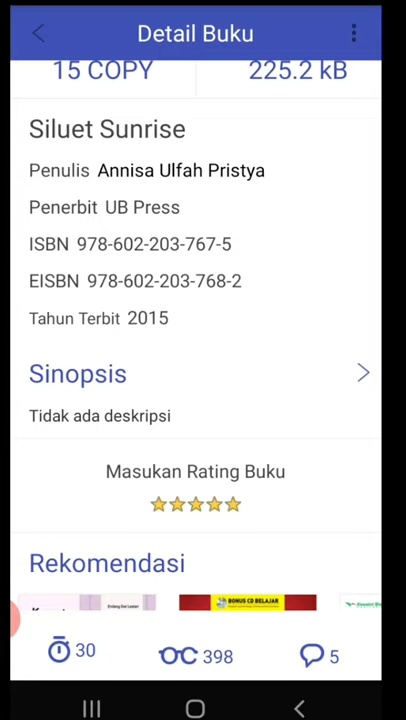 Detail Buku
15 COPY
225.2 kB
Siluet Sunrise
Penulis Annisa Ulfah Pristya
Penerbit UB Press
ISBN 978-602-203-767-5
EISBN 978-602-203-768-2
Tahun Terbit 2015
Sinopsis
Tidak ada deskripsi
Masukan Rating Buku
Rekomendasi
BONUS CD BELAJAR
30
398
5